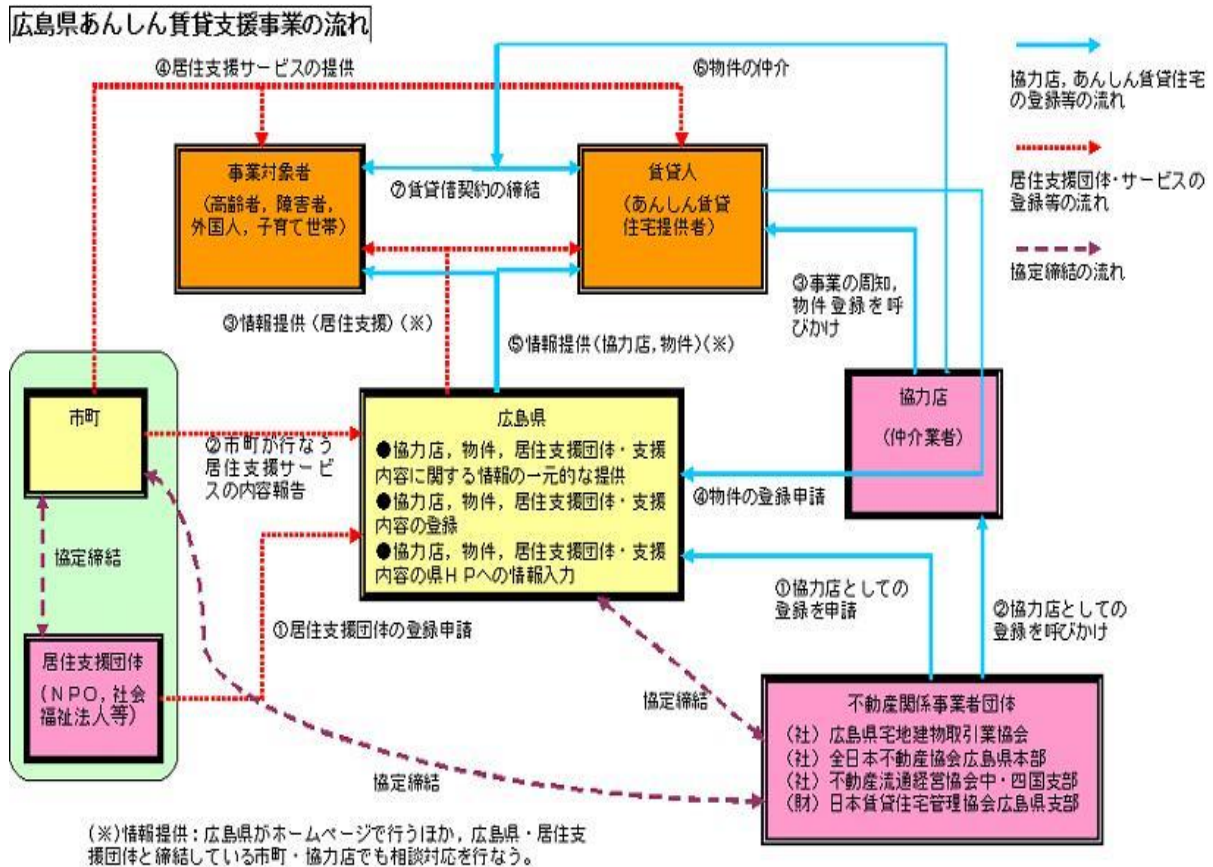 広島県あんしん賃貸支援事業の流れ
④居住支援サービスの提供
⑥物件の仲介
協力店，あんしん賃貸住宅
の登録等の流れ
居住支援団体・サービスの
登録等の流れ
協定締結の流れ
事業対象者
（高齢者，障害者，
外国人，子育て世帯）
⑦賃貸借契約の締結
賃貸人
（あんしん賃貸
住宅提供者）
③情報提供（居住支援）（※）
⑤情報提供（協力店，物件）（※）
③事業の周知，
物件登録を呼
びかけ
市町
②市町が行なう
居住支援サービ
スの内容報告
広島県
●協力店，物件，居住支援団体・支援
内容に関する情報の一元的な提供
●協力店，物件，居住支援団体・支援
内容の登録
●協力店，物件，居住支援団体・支援
内容の県ＨＰへの情報入力
協力店
（仲介業者）
④物件の登録申請
協定締結
①居住支援団体の登録申請
①協力店としての
登録を申請
②協力店としての
登録を呼びかけ
居住支援団体
（ＮＰＯ，社会
福祉法人等）
協定締結
協定締結
不動産関係事業者団体
（社）広島県宅地建物取引業協会
（社）全日本不動産協会広島県本部
（社）不動産流通経営協会中・四国支部
（財）日本賃貸住宅管理協会広島県支部
（※）情報提供：広島県がホームページで行うほか，広島県・居住支
援団体と締結している市町・協力店でも相談対応を行なう。